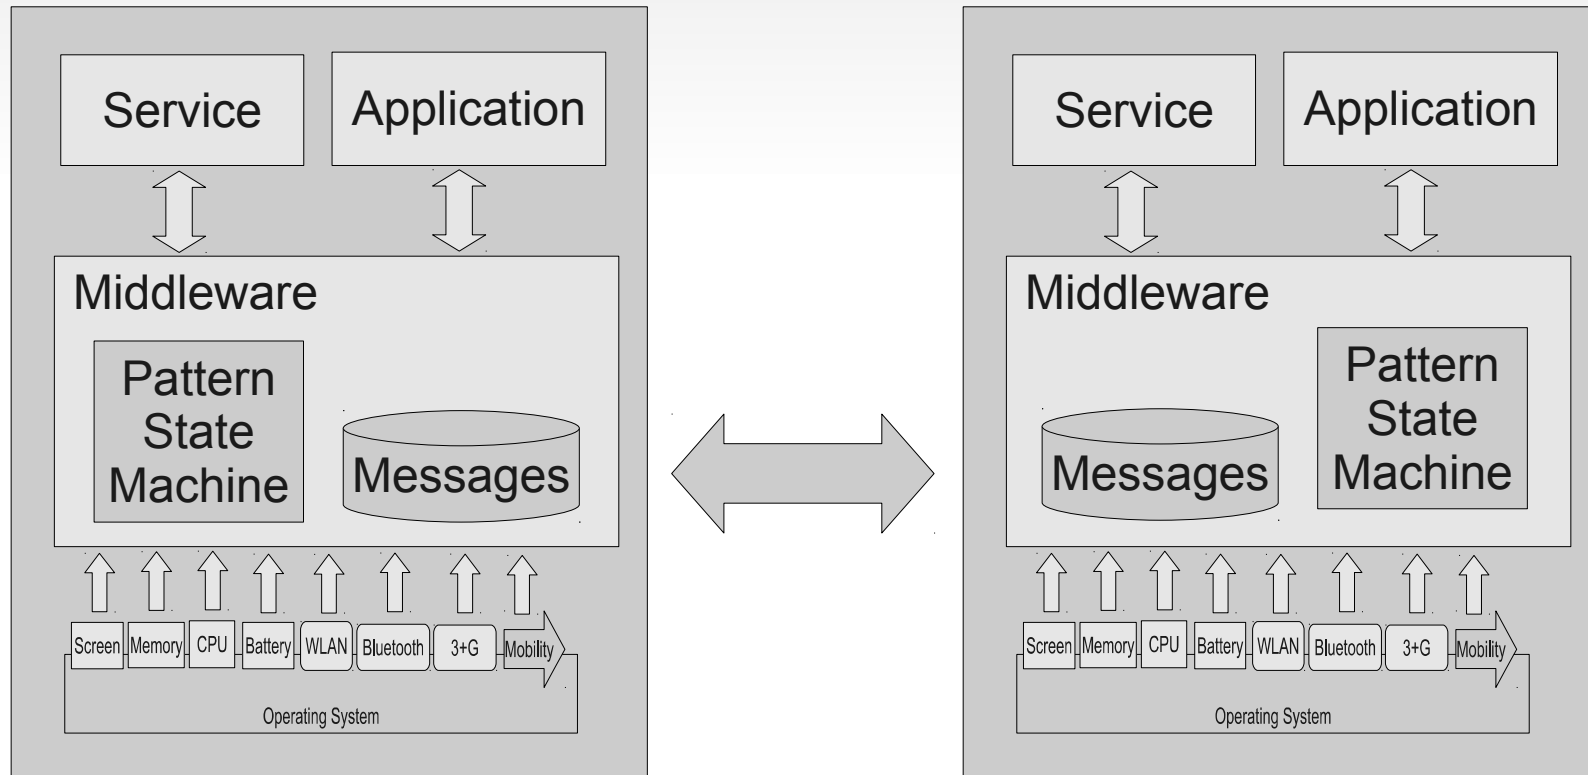 Service
Application
Middleware
Pattern
State
Machine
Messages
Screen
Memory
CPU
Battery
WLAN
Bluetooth
3+G
Mobility
Operating System
Service
Application
Middleware
Messages
Pattern
State
Machine
Screen
Memory
CPU
Battery
WLAN
Bluetooth
3+G
Mobility
Operating System